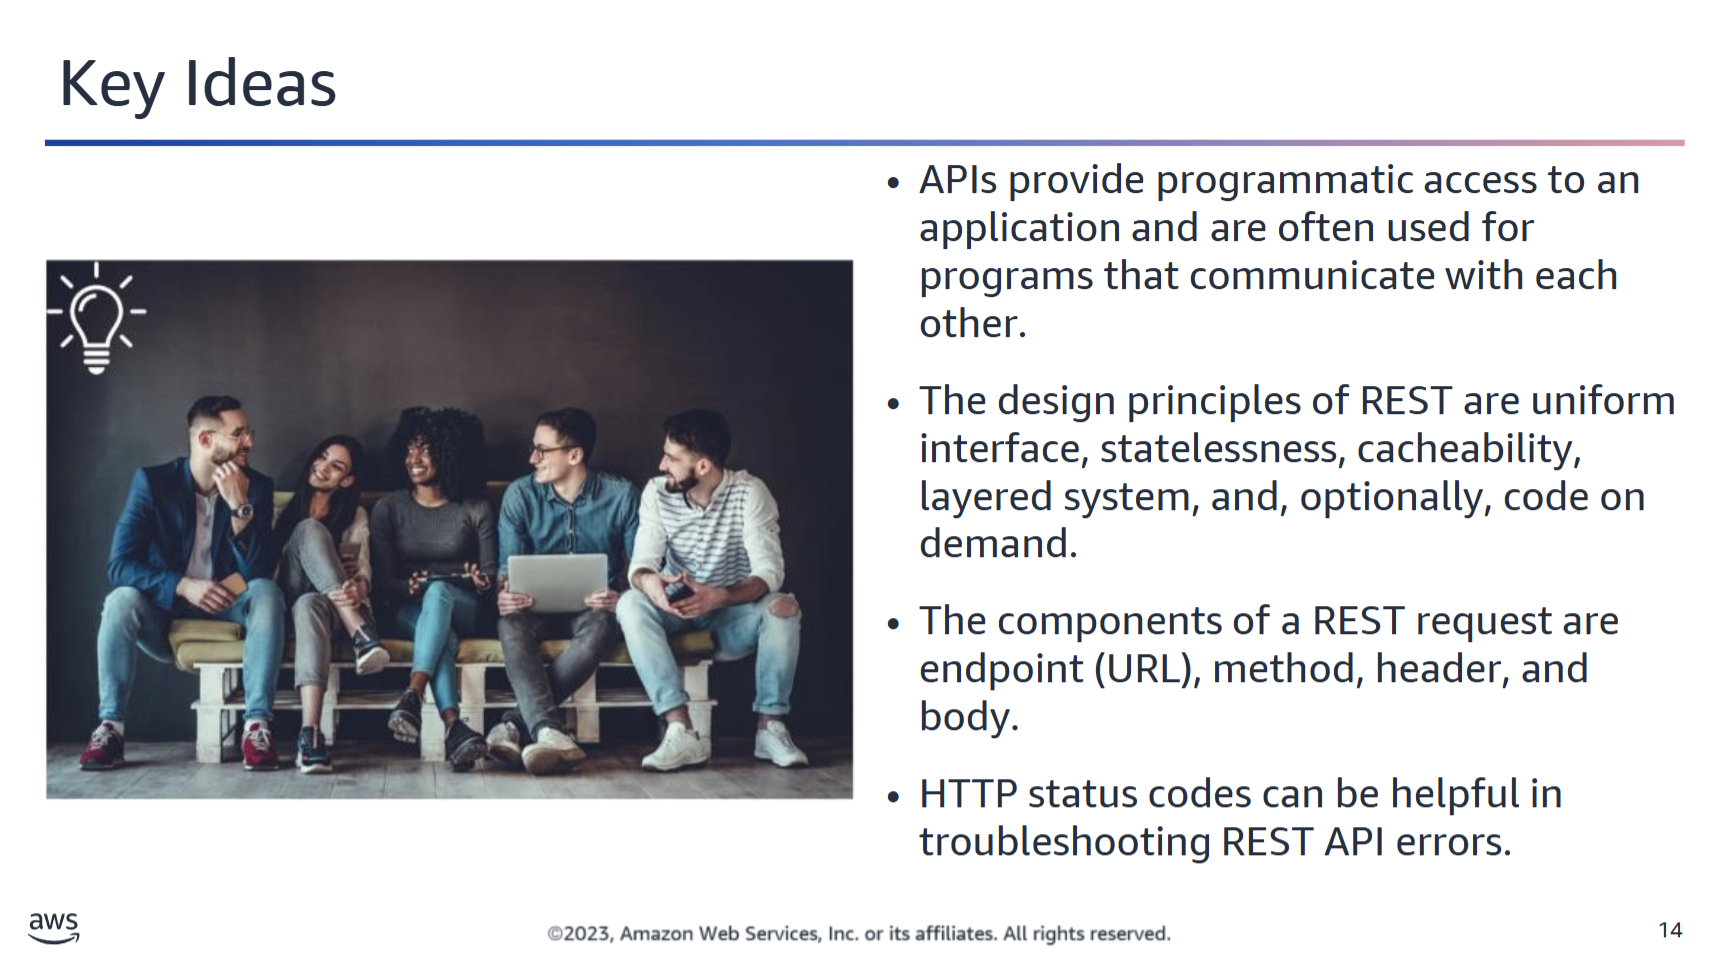 Key Ideas
• APIs provide programmatic access to an
application and are often used for
programs that communicate with each
other.
• The design principles of REST are uniform
interface, statelessness, cacheability,
layered system, and, optionally, code on
demand.
• The components of a REST request are
endpoint (URL), method, header, and
body.
• HTTP status codes can be helpful in
troubleshooting REST API errors.
aws
©2023, Amazon Web Services, Inc. or its affiliates. All rights reserved.
14